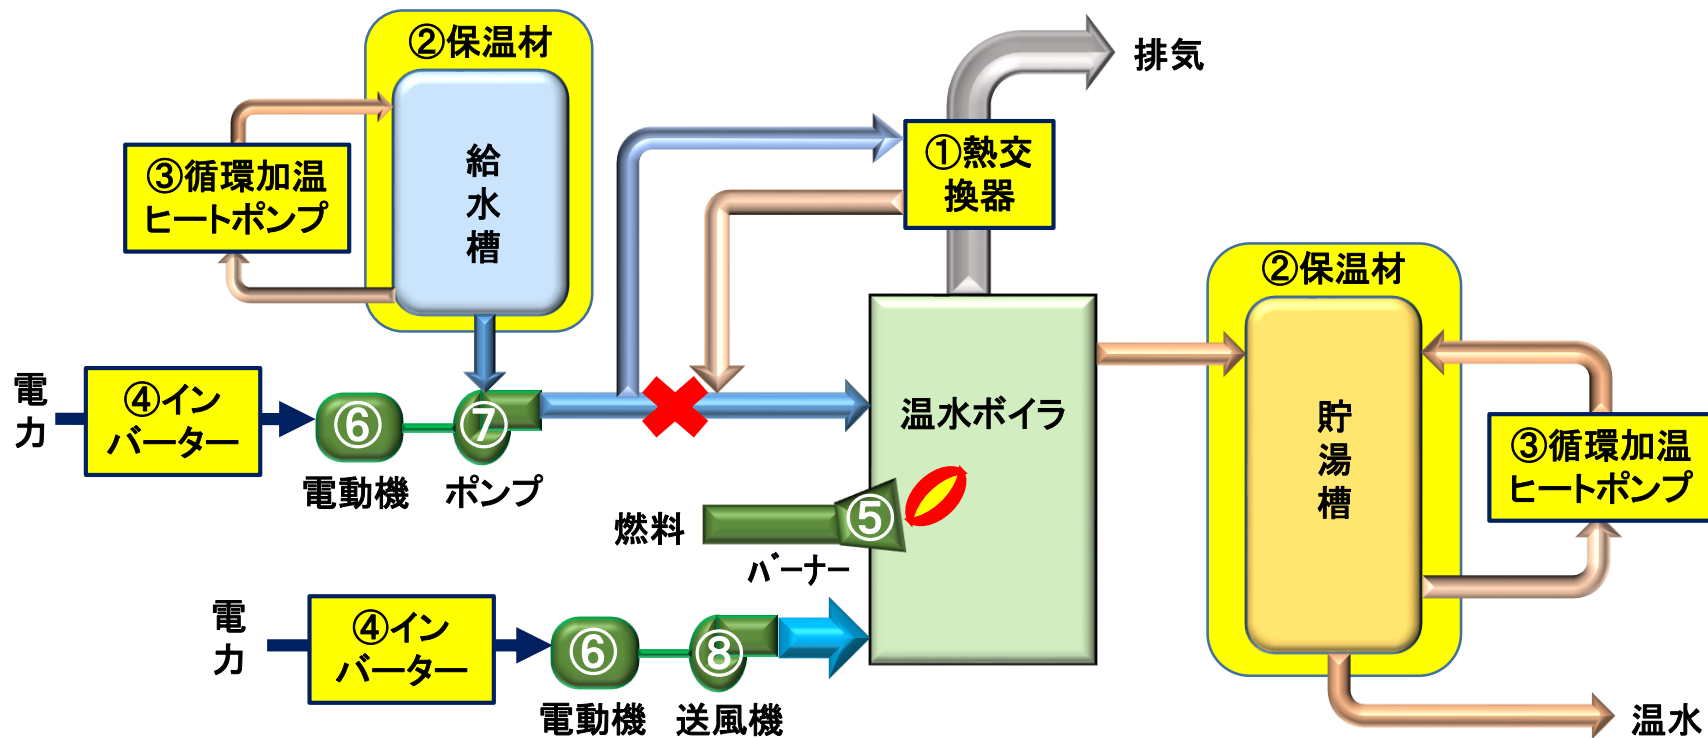 ②保温材
給水槽
③循環加温
ヒートポンプ
排気
①熱交
換器
②保温材
貯湯槽
③循環加温
ヒートポンプ
電力
④イン
バーター
⑥
電動機
⑦
ポンプ
温水ボイラ
燃料
⑤
バーナー
電力
④イン
バーター
⑥
電動機
⑧
送風機
温水